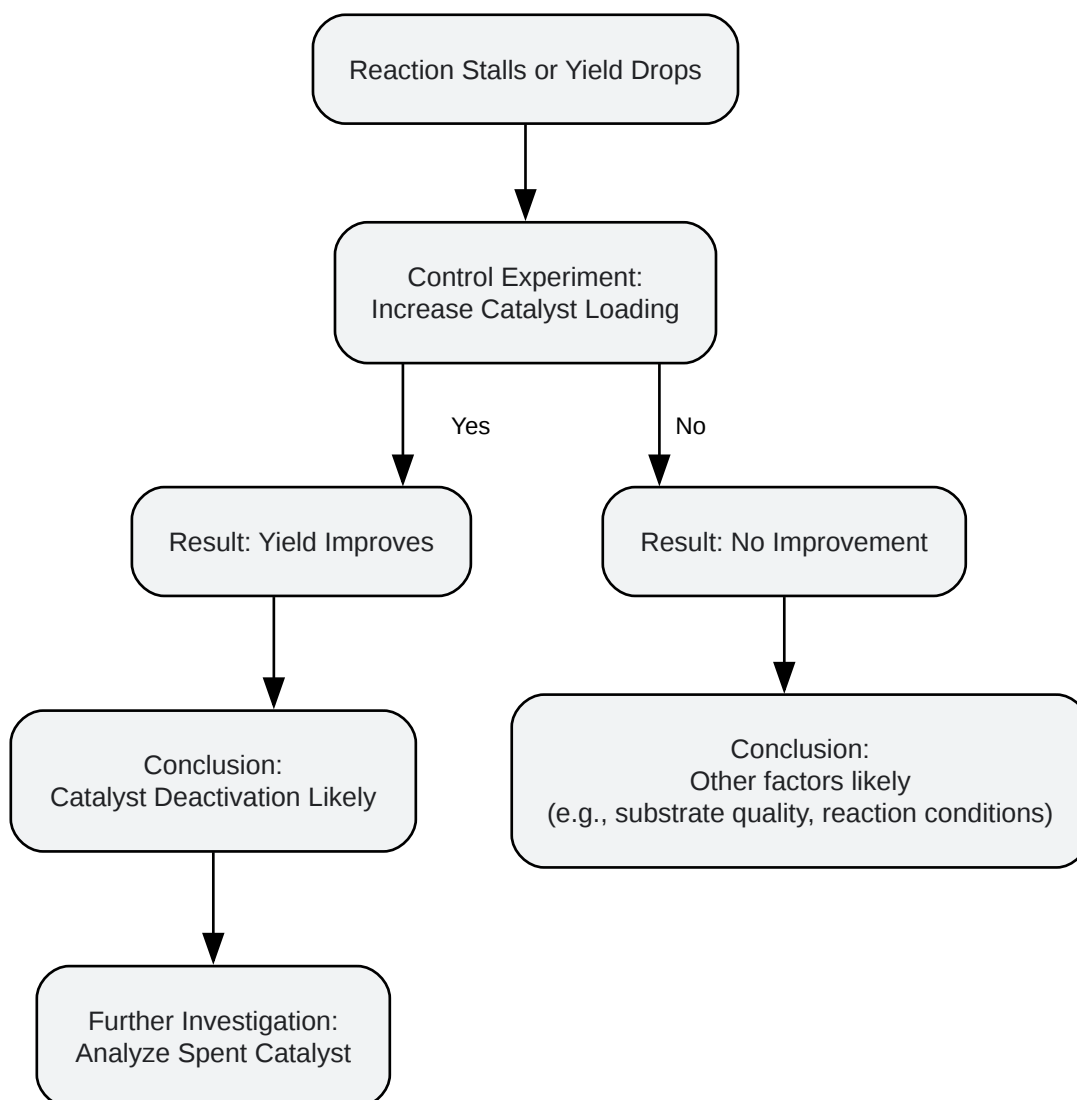 Reaction Stalls or Yield Drops
Control Experiment:
Increase Catalyst Loading
Yes
No
Result: Yield Improves
Result: No Improvement
Conclusion:
Catalyst Deactivation Likely
Conclusion:
Other factors likely
(e.g., substrate quality, reaction conditions)
Further Investigation:
Analyze Spent Catalyst